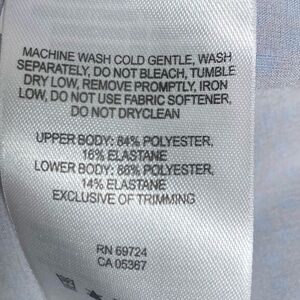 MACHINE WASH COLD GENTLE, WASH
SEPARATELY, DO NOT BLEACH, TUMBLE
DRY LOW, REMOVE PROMPTLY, IRON
LOW, DO NOT USE FABRIC SOFTENER,
DO NOT DRYCLEAN
UPPER BODY: 84% POLYESTER,
16% ELASTANE
LOWER BODY: 86% POLYESTER,
14% ELASTANE
EXCLUSIVE OF TRIMMING
RN 69724
CA 05367